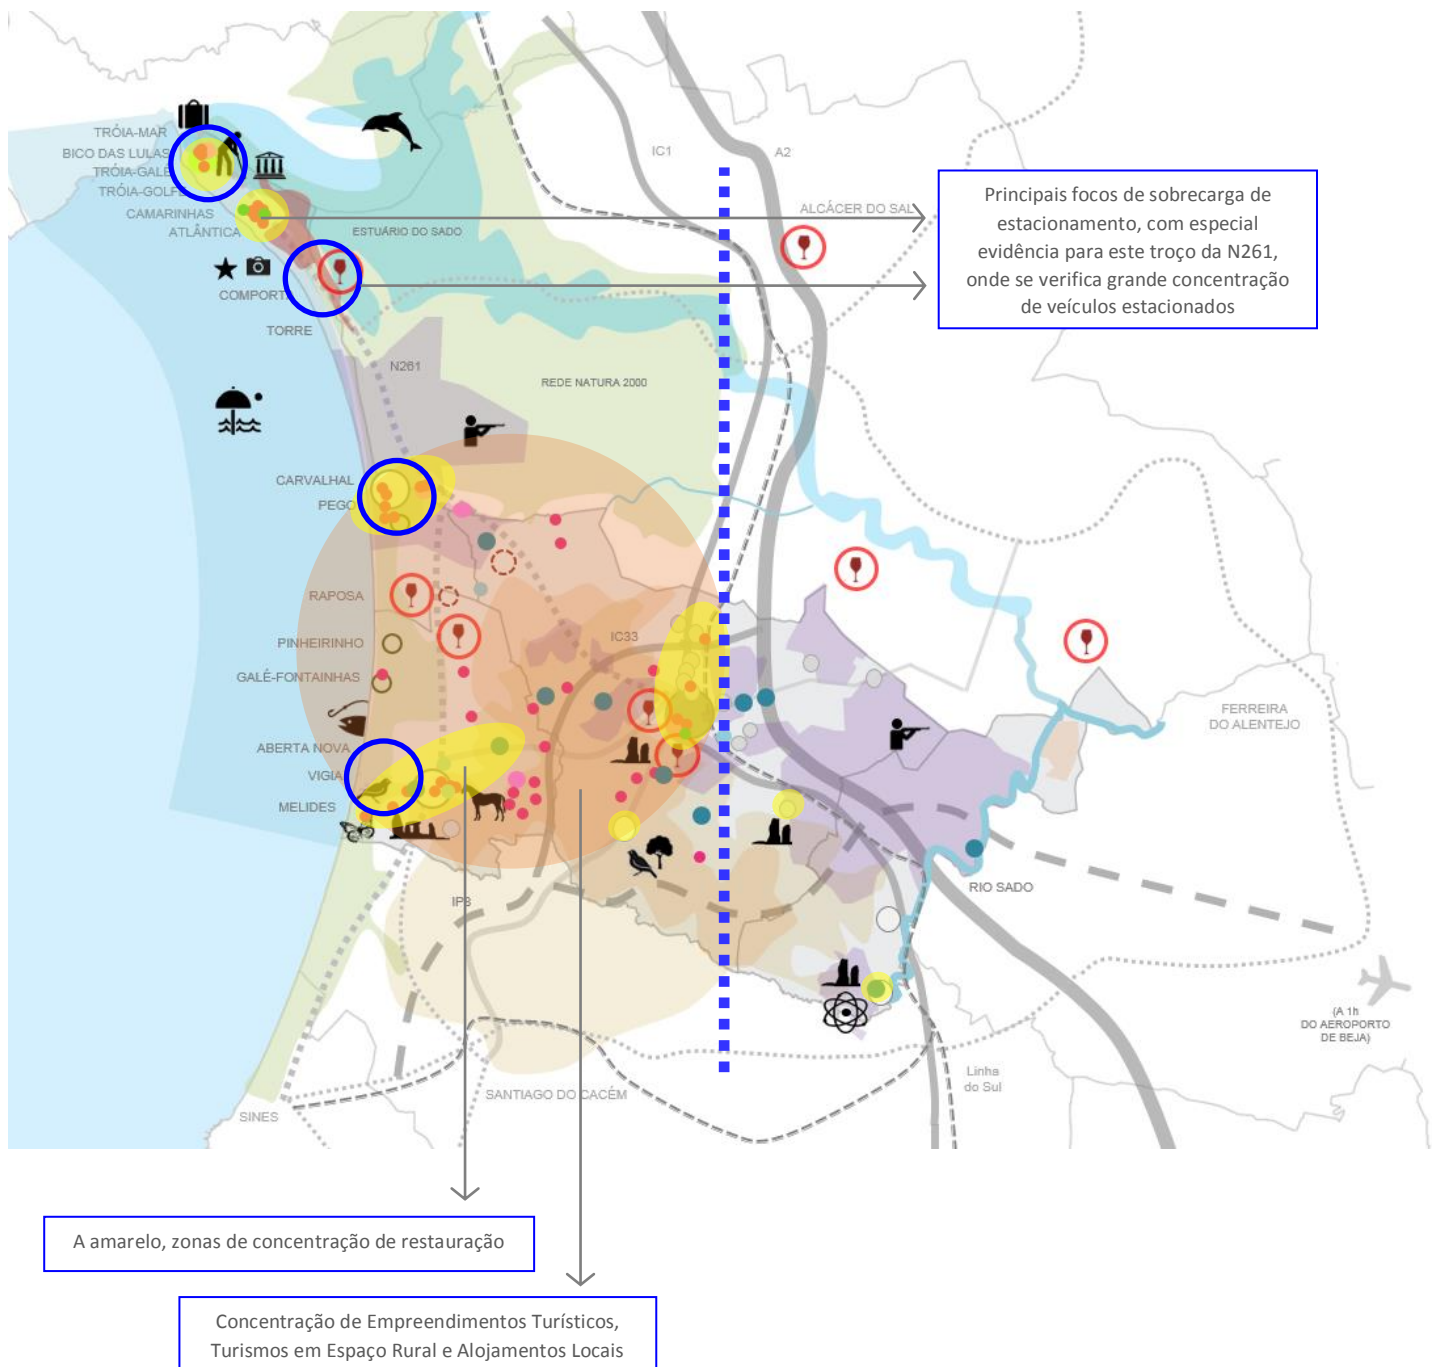 TRÓIA-MAR
BICO DAS LULAS
TRÓIA-GALÉ
TRÓIA-GOLF
CAMARINHAS
ATLÂNTICA
ESTUÁRIO DO SADO
COMPORT
TORRE
N261
REDE NATURA 2000
IC1
A2
ALCÁCER DO SAL
Principais focos de sobrecarga de
estacionamento, com especial
evidência para este troço da N261,
onde se verifica grande concentração
de veículos estacionados
CARVALHAL
PEGO
RAPOSA
PINHEIRINHO
GALÉ-FONTAINHAS
ABERTA NOVA
VIGIA
MELIDES
IC33
IP8
FERREIRA
DO ALENTEJO
RIO SADO
(A 1h
DO AEROPORTO
DE BEJA)
Linha
do Sul
SANTIAGO DO CACÉM
SINES
A amarelo, zonas de concentração de restauração
Concentração de Empreendimentos Turísticos,
Turismos em Espaço Rural e Alojamentos Locais